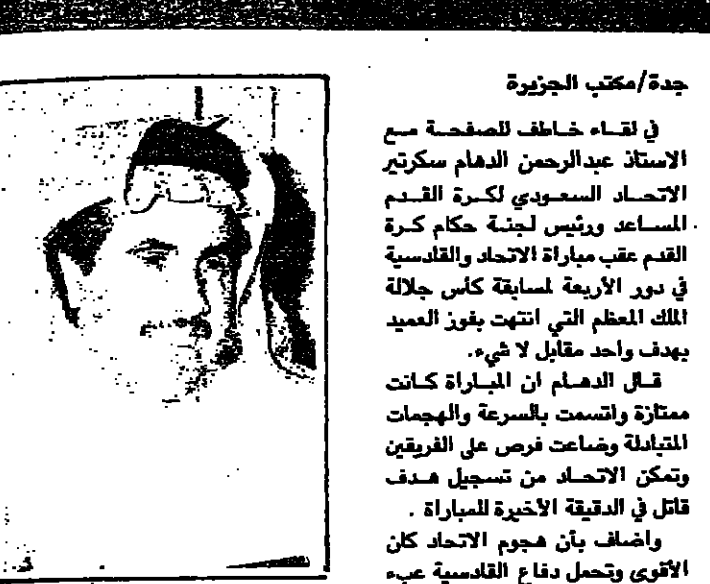 جدة/مكتب الجزيرة
في لقاء خاطف للصفحة مع
الاستاذ عبدالرحمن الدهام سكرتير
الاتحاد السعودي لكرة القدم
المساعد ورئيس لجنة حكام كرة
القدم عقب مباراة الاتحاد والقادسية
في دور الأربعة لمسابقة كأس جلالة
الملك المعظم التي انتهت بفوز العميد
بهدف واحد مقابل لا شيء.
قال الدهام ان المباراة كانت
ممتازة واتسمت بالسرعة والهجمات
المتبادلة وضاعت فرص على الفريقين
وتمكن الاتحاد من تسجيل هدف
قاتل في الدقيقة الأخيرة للمباراة .
واضاف بأن هجوم الاتحاد كان
الأقوى وتحمل دفاع القادسية عبء